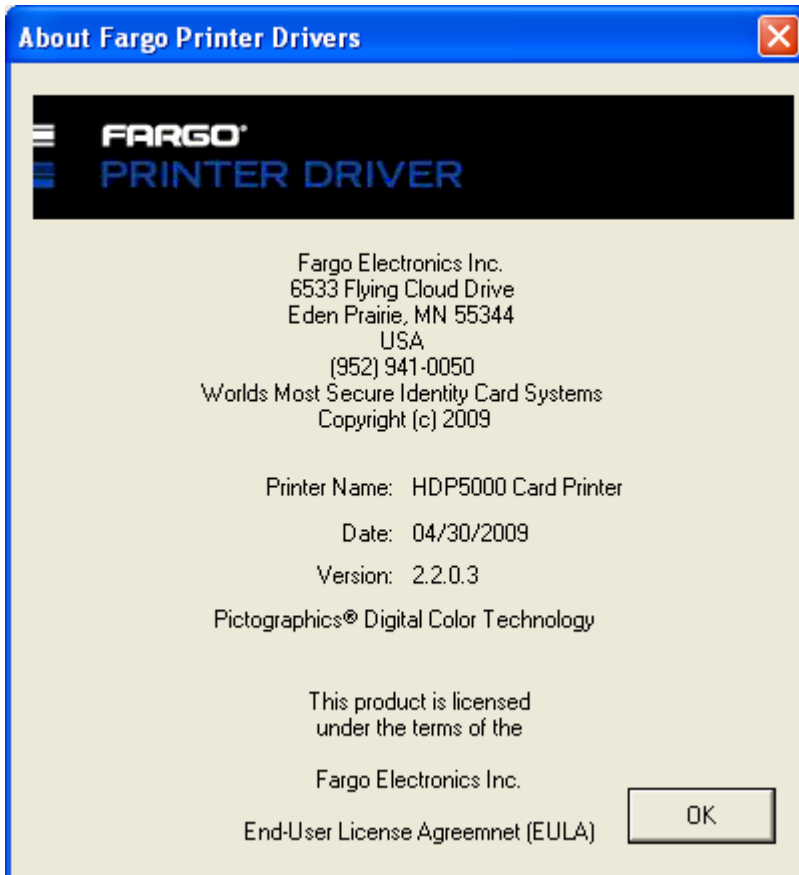 About Fargo Printer Drivers
FARGO®
PRINTER DRIVER
Fargo Electronics Inc.
6533 Flying Cloud Drive
Eden Prairie, MN 55344
USA
(952) 941-0050
Worlds Most Secure Identity Card Systems
Copyright (c) 2009
Printer Name: HDP5000 Card Printer
Date: 04/30/2009
Version: 2.2.0.3
Pictographics® Digital Color Technology
This product is licensed
under the terms of the
Fargo Electronics Inc.
End-User License Agreemnet (EULA)
OK